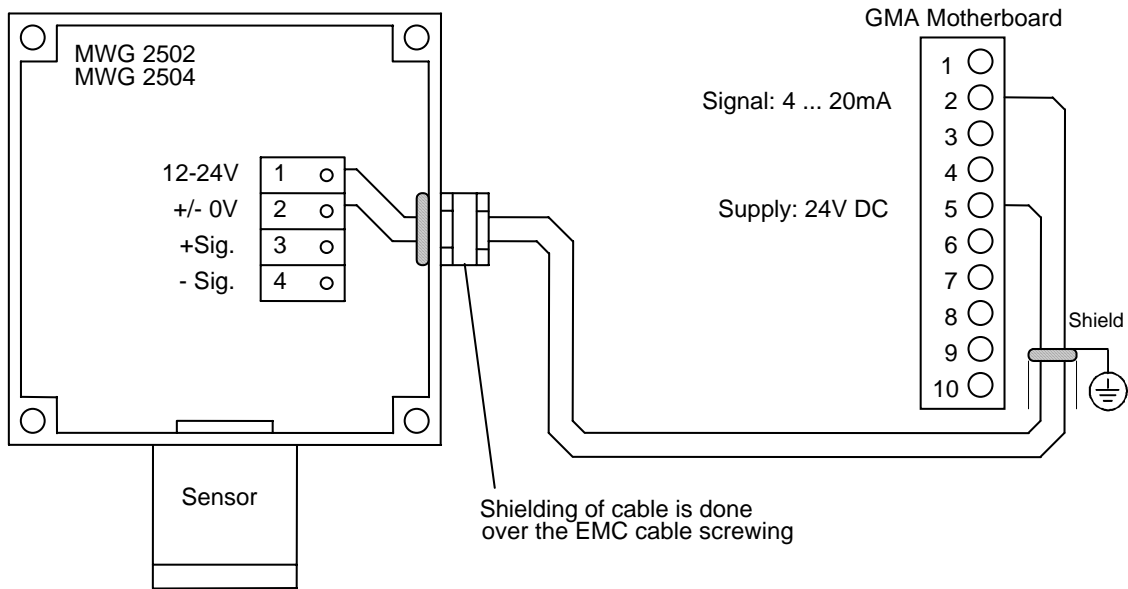 GMA Motherboard
MWG 2502
MWG 2504
12-24V 1
+/- 0V 2
+Sig. 3
- Sig. 4
Signal: 4 ... 20mA
Supply: 24V DC
1
2
3
4
5
6
7
8
9
10
Shield
Sensor
Shielding of cable is done
over the EMC cable screwing